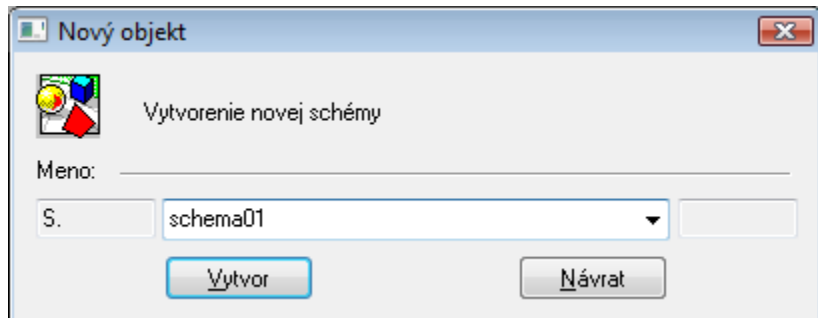 Nový objekt
Vytvorenie novej schémy
Meno:
S. schema01
Vytvor Návrat